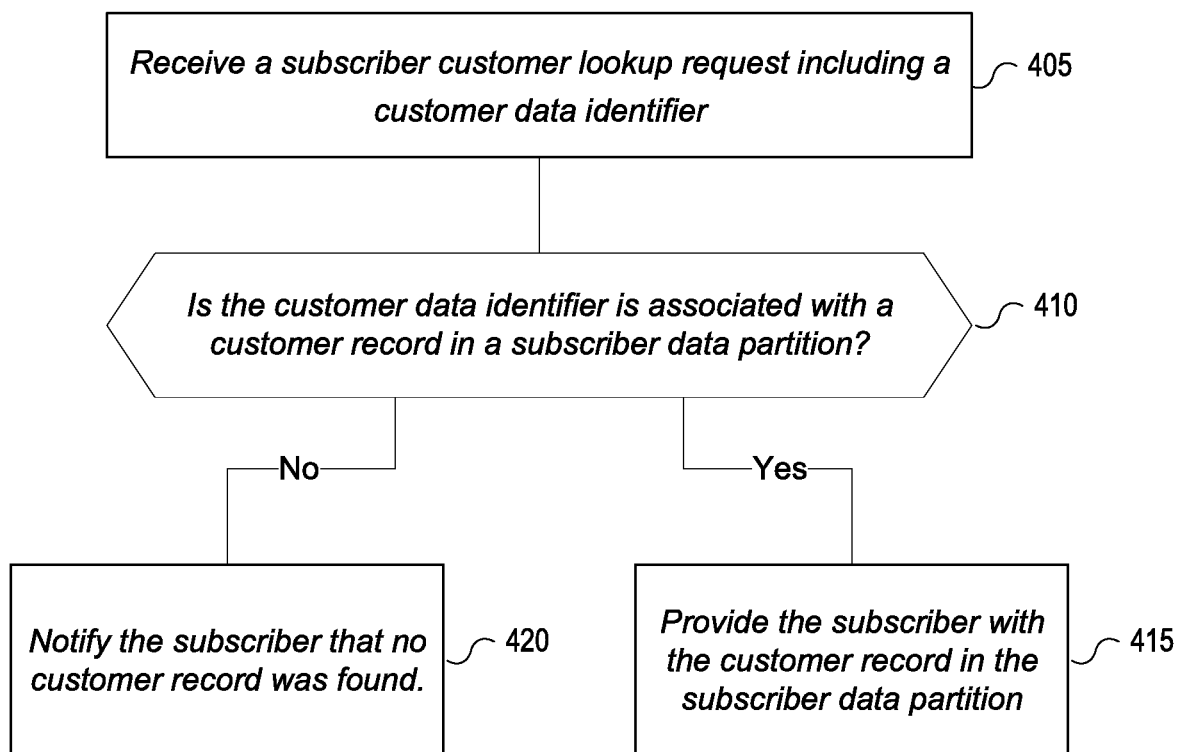 Receive a subscriber customer lookup request including a
customer data identifier
405
Is the customer data identifier is associated with a
customer record in a subscriber data partition?
410
No
Yes
Notify the subscriber that no
customer record was found.
420
Provide the subscriber with
the customer record in the
subscriber data partition
415